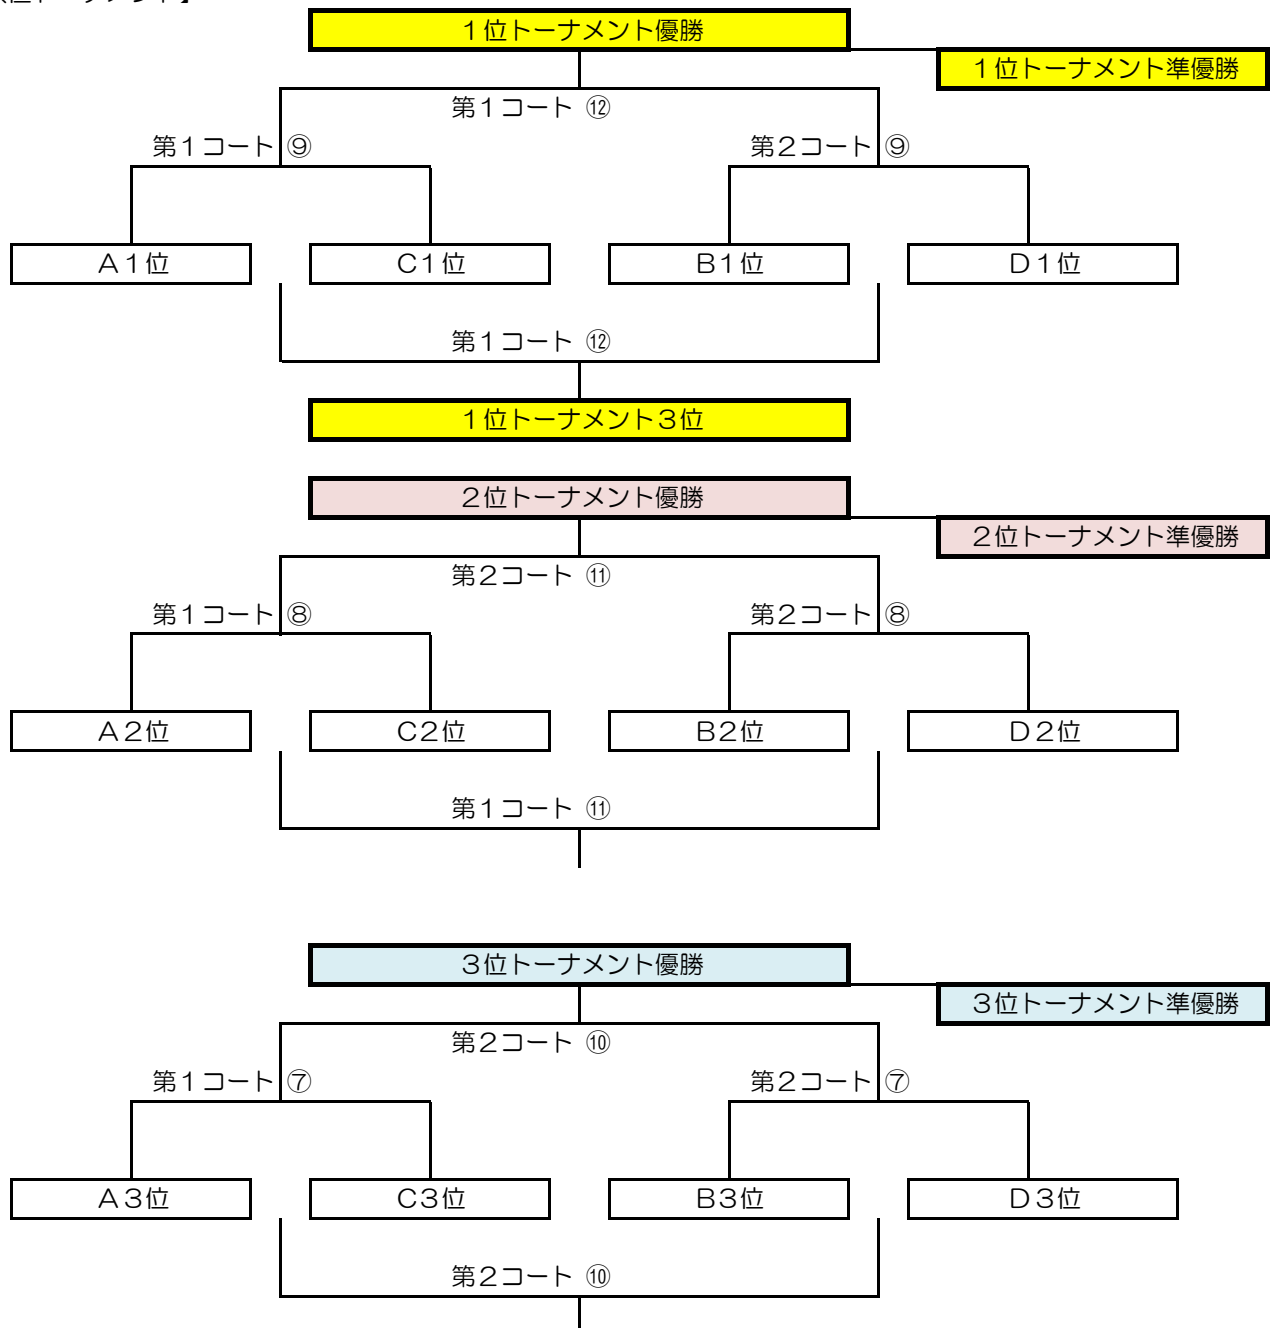 １位トーナメント優勝
１位トーナメント準優勝
第１コート ⑫
第１コート ⑨
第２コート ⑨
Ａ１位
Ｃ１位
Ｂ１位
Ｄ１位
第１コート ⑫
１位トーナメント３位
２位トーナメント優勝
２位トーナメント準優勝
第２コート ⑪
第１コート ⑧
第２コート ⑧
Ａ２位
Ｃ２位
Ｂ２位
Ｄ２位
第１コート ⑪
３位トーナメント優勝
３位トーナメント準優勝
第２コート ⑩
第１コート ⑦
第２コート ⑦
Ａ３位
Ｃ３位
Ｂ３位
Ｄ３位
第２コート ⑩